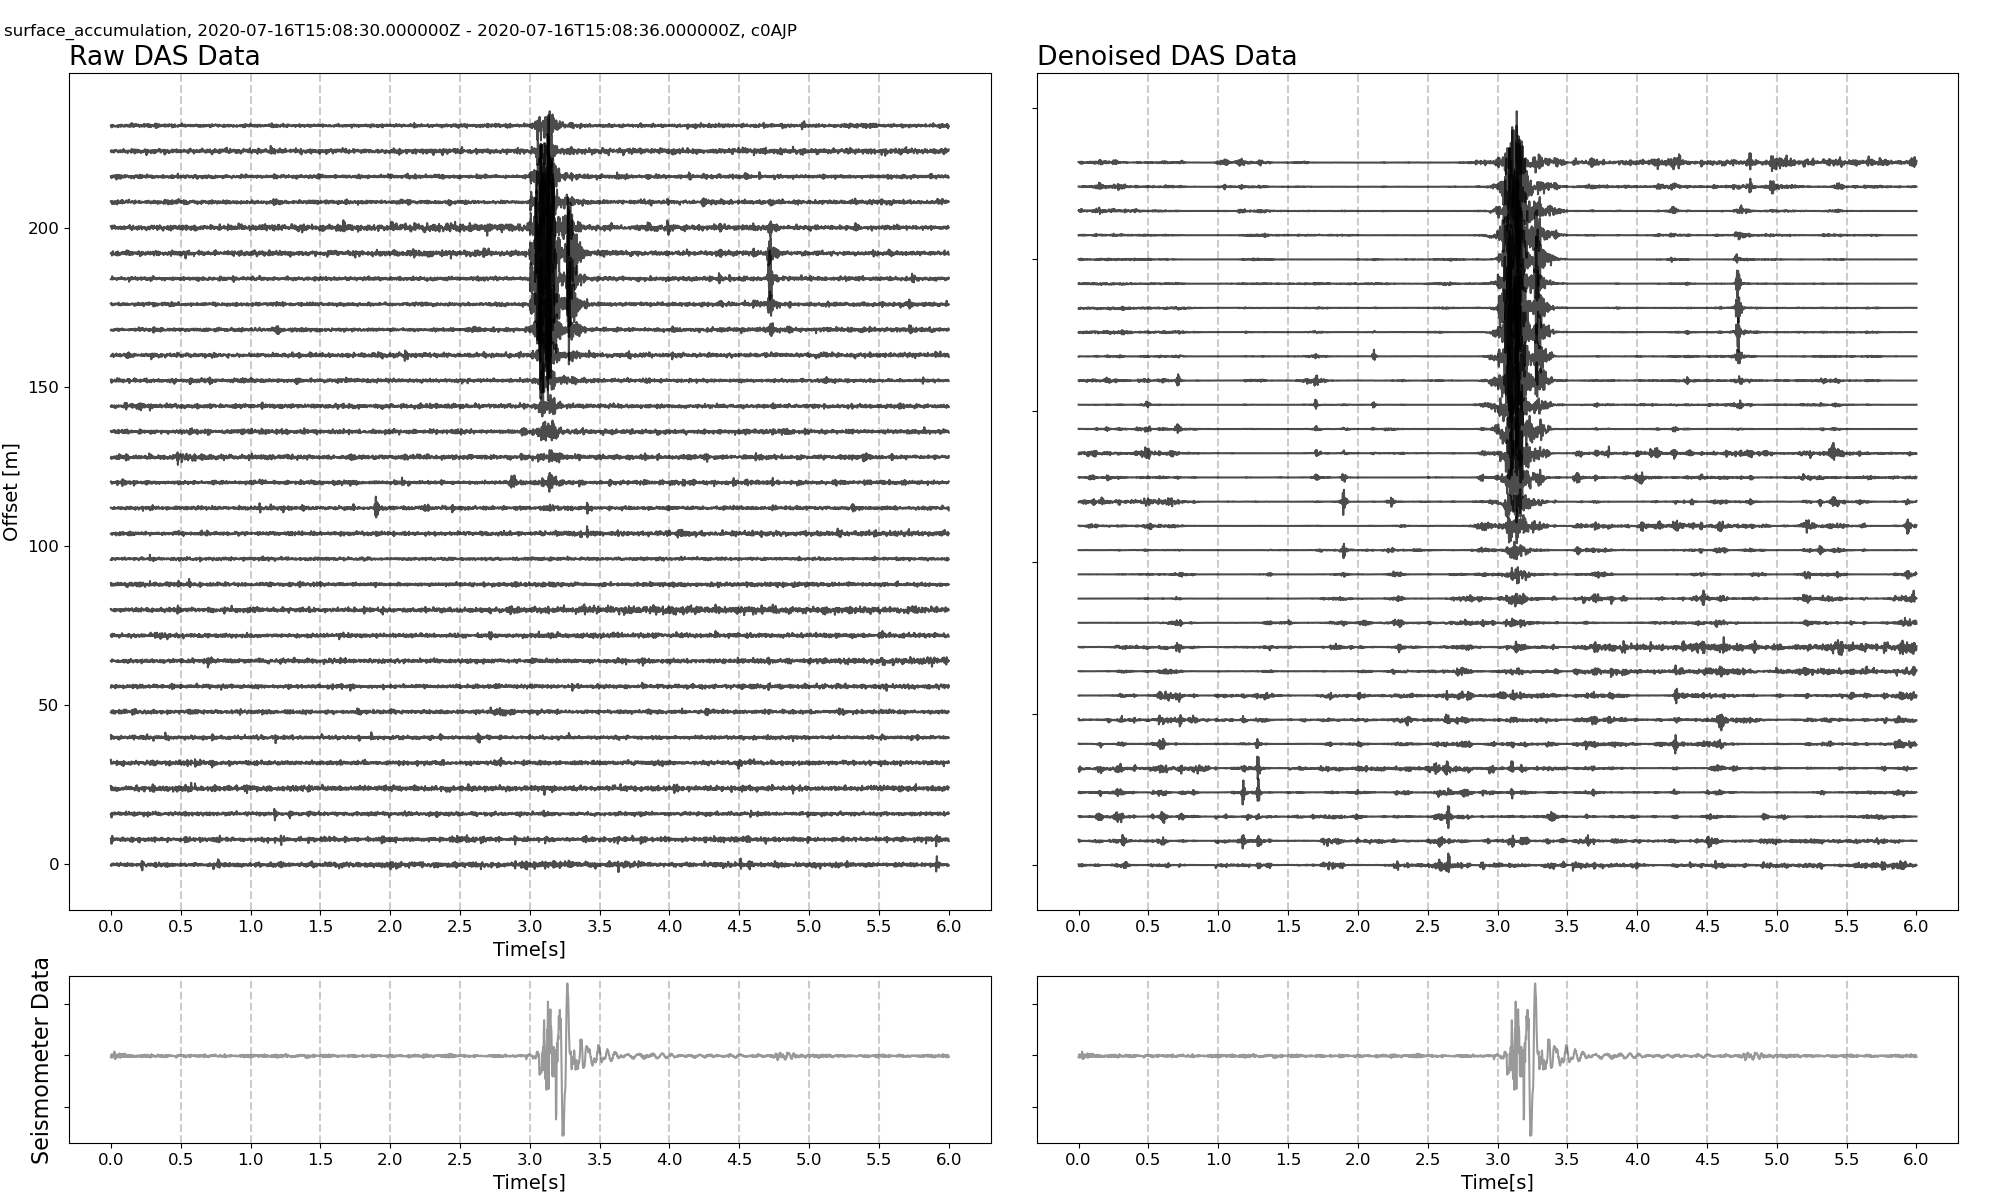 surface_accumulation, 2020-07-16T15:08:30.000000Z - 2020-07-16T15:08:36.000000Z, c0AJP
Raw DAS Data
Offset [m]
200
150
100
50
0
0.0 0.5 1.0 1.5 2.0 2.5 3.0 3.5 4.0 4.5 5.0 5.5 6.0
Time[s]
Denoised DAS Data
0.0 0.5 1.0 1.5 2.0 2.5 3.0 3.5 4.0 4.5 5.0 5.5 6.0
Seismometer Data
0.0 0.5 1.0 1.5 2.0 2.5 3.0 3.5 4.0 4.5 5.0 5.5 6.0
Time[s]
0.0 0.5 1.0 1.5 2.0 2.5 3.0 3.5 4.0 4.5 5.0 5.5 6.0
Time[s]